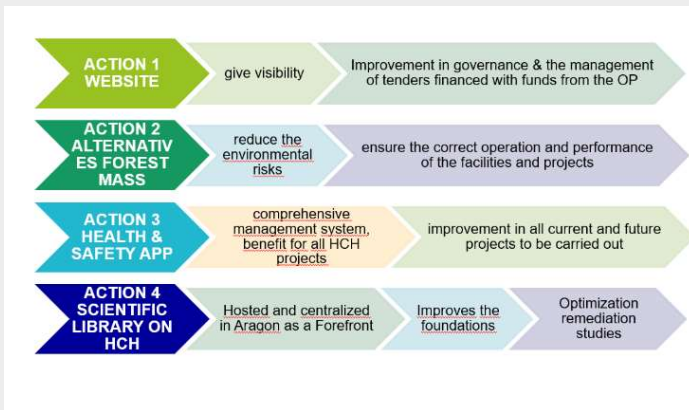 ACTION 1
WEBSITE
give visibility
Improvement in governance & the management
of tenders financed with funds from the OP
ACTION 2
ALTERNATIV
ES FOREST
MASS
reduce the
environmental
risks
ensure the correct operation and performance
of the facilities and projects
ACTION 3
HEALTH &
SAFETY APP
comprehensive
management system,
benefit for all HCH
projects
improvement in all current and future
projects to be carried out
ACTION 4
SCIENTIFIC
LIBRARY ON
HCH
Hosted and centralized
in Aragon as a Forefront
Improves the
foundations
Optimization
remediation
studies